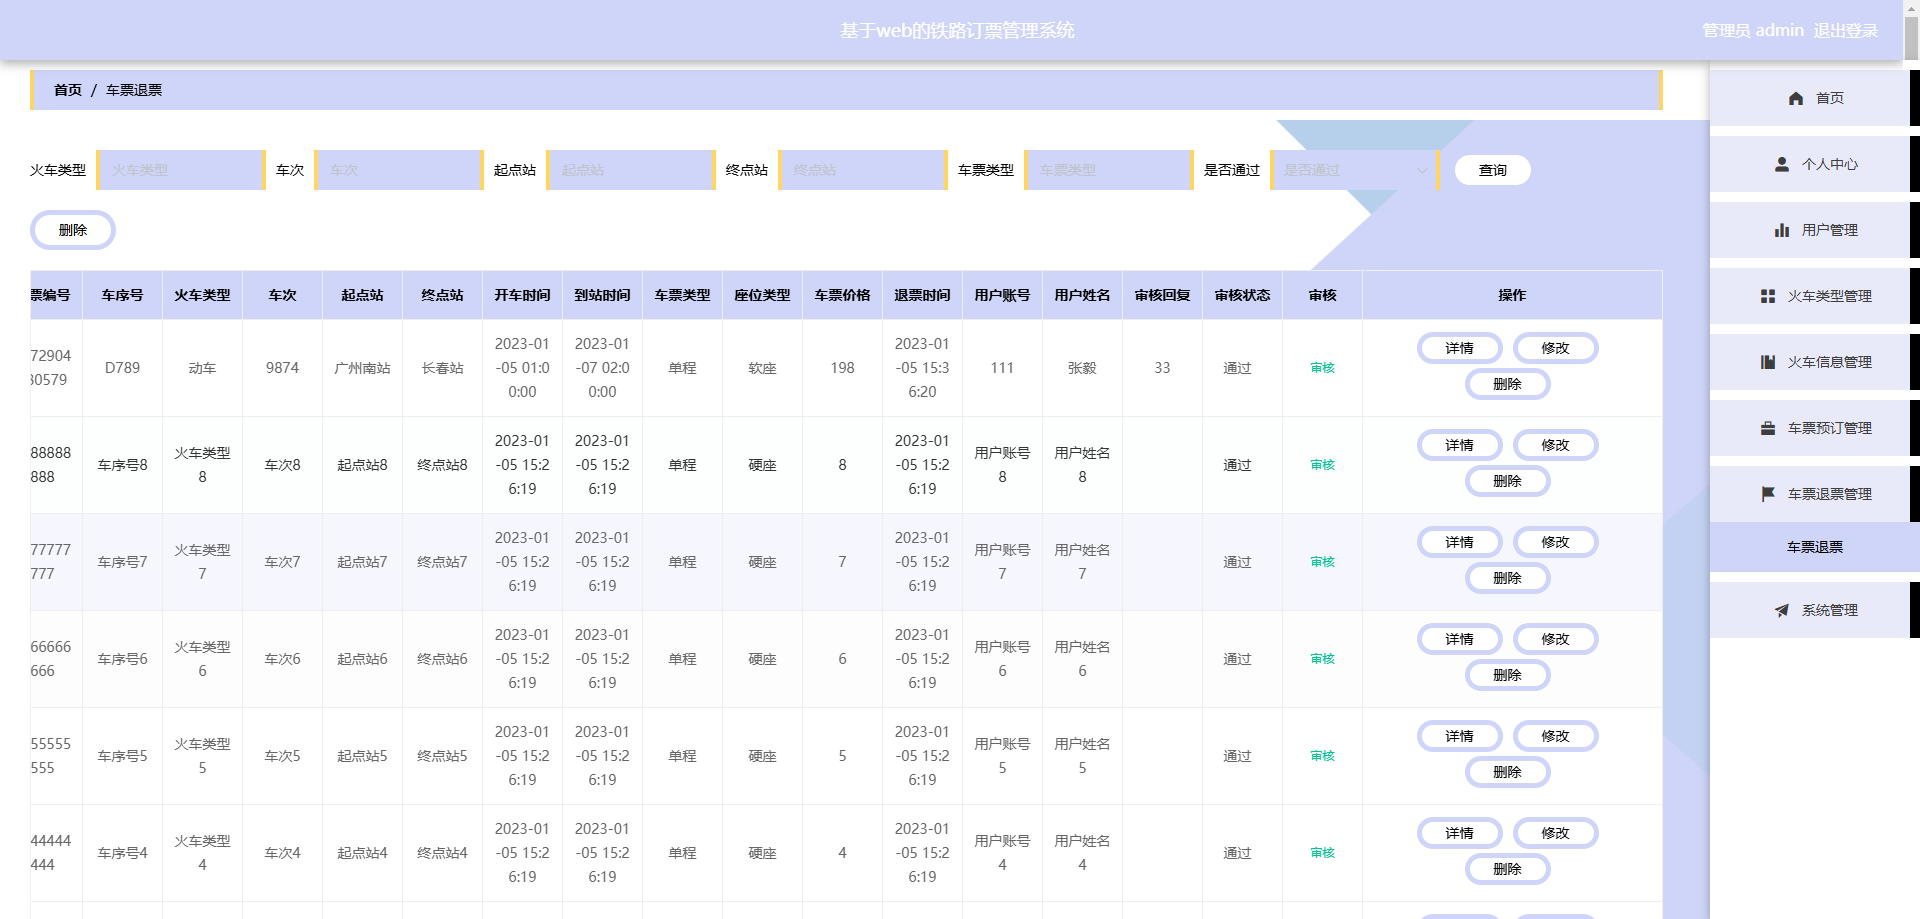 基于web的铁路订票管理系统
管理员 admin 退出登录
首页 / 车票退票
火车类型 火车类型 车次 车次 起点站 起点站 终点站 终点站 车票类型 车票类型 是否通过 是否通过 查询
删除
票编号 车序号 火车类型 车次 起点站 终点站 开车时间 到站时间 车票类型 座位类型 车票价格 退票时间 用户账号 用户姓名 审核回复 审核状态 审核 操作
72904 30579 D789 动车 9874 广州南站 长春站 2023-01-05 01:00:00 2023-01-07 02:00:00 单程 软座 198 2023-01-05 15:36:20 111 张毅 33 通过 审核 详情 修改 删除
88888 888 车序号8 火车类型8 车次8 起点站8 终点站8 2023-01-05 15:26:19 2023-01-05 15:26:19 单程 硬座 8 2023-01-05 15:26:19 用户账号8 用户姓名8 通过 审核 详情 修改 删除
77777 777 车序号7 火车类型7 车次7 起点站7 终点站7 2023-01-05 15:26:19 2023-01-05 15:26:19 单程 硬座 7 2023-01-05 15:26:19 用户账号7 用户姓名7 通过 审核 详情 修改 删除
66666 666 车序号6 火车类型6 车次6 起点站6 终点站6 2023-01-05 15:26:19 2023-01-05 15:26:19 单程 硬座 6 2023-01-05 15:26:19 用户账号6 用户姓名6 通过 审核 详情 修改 删除
55555 555 车序号5 火车类型5 车次5 起点站5 终点站5 2023-01-05 15:26:19 2023-01-05 15:26:19 单程 硬座 5 2023-01-05 15:26:19 用户账号5 用户姓名5 通过 审核 详情 修改 删除
44444 444 车序号4 火车类型4 车次4 起点站4 终点站4 2023-01-05 15:26:19 2023-01-05 15:26:19 单程 硬座 4 2023-01-05 15:26:19 用户账号4 用户姓名4 通过 审核 详情 修改 删除
首页
个人中心
用户管理
火车类型管理
火车信息管理
车票预订管理
车票退票管理
车票退票
系统管理